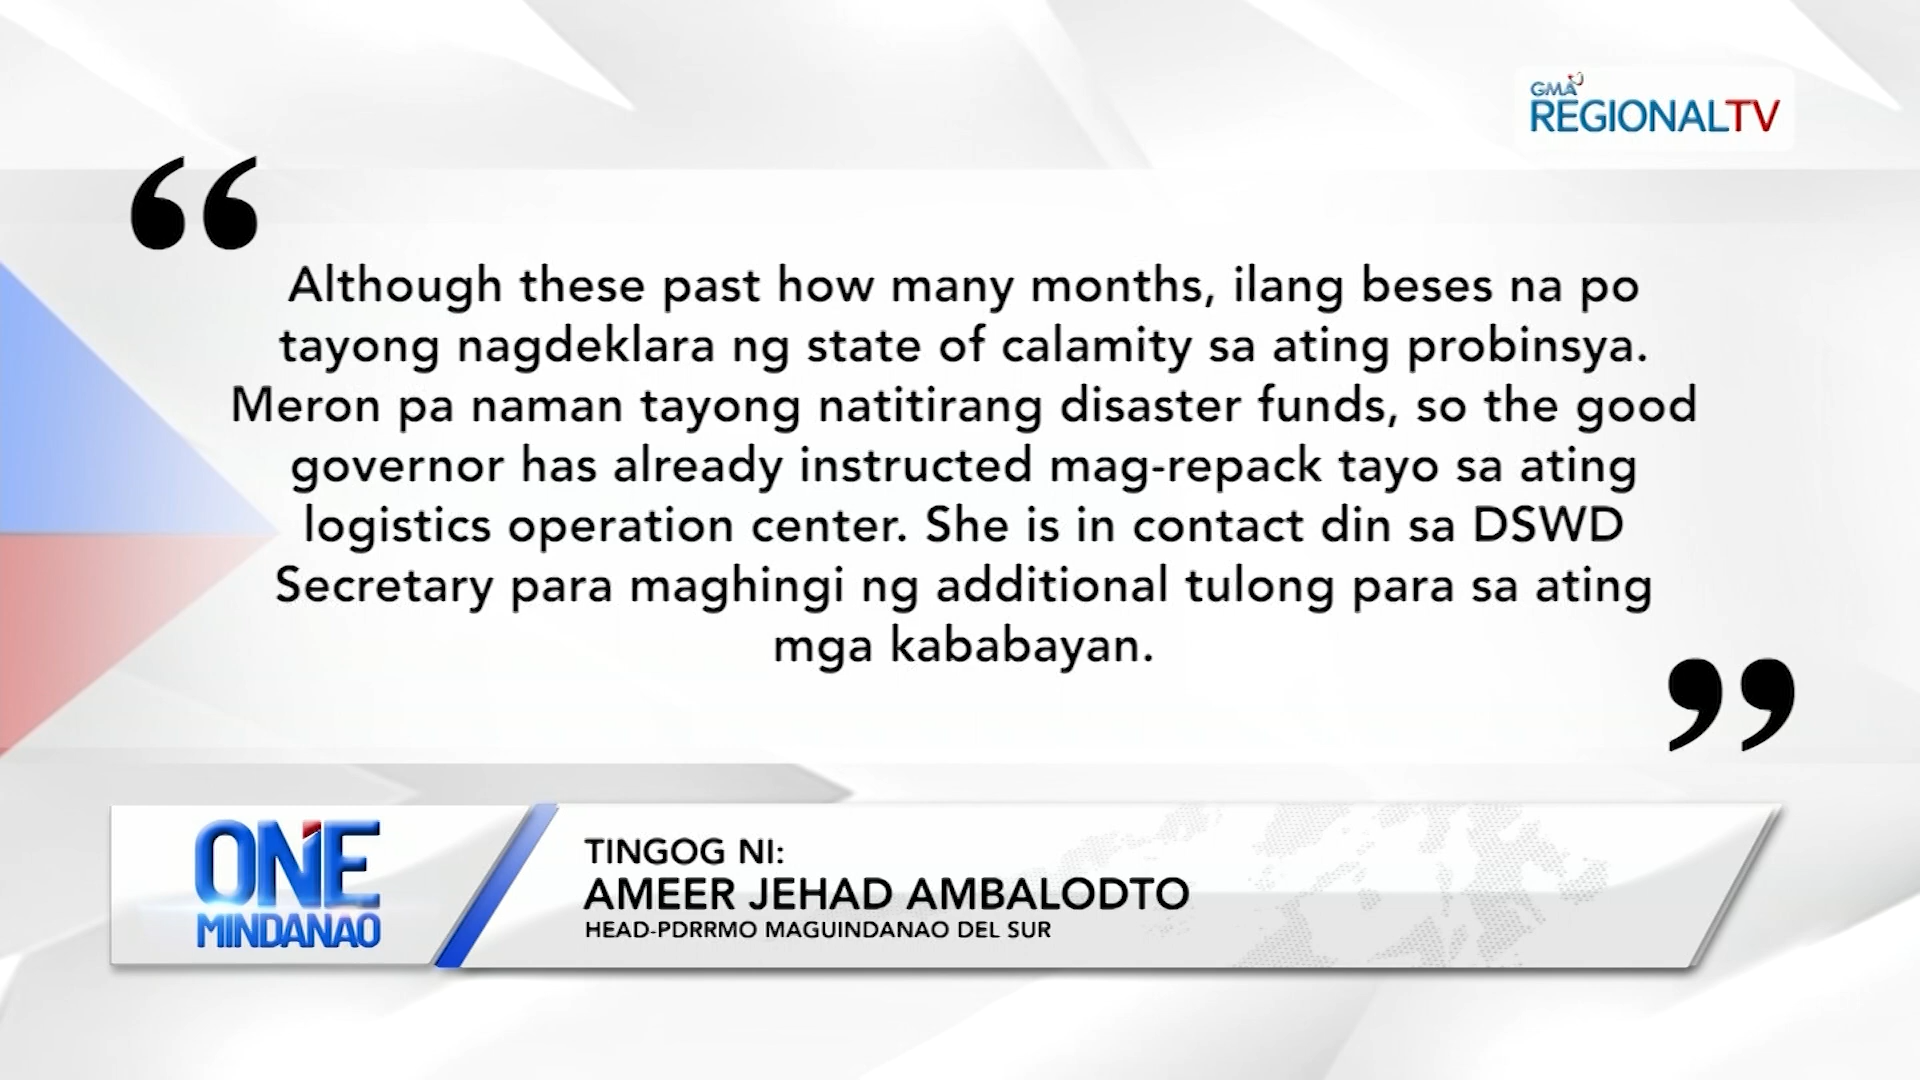 GMA
REGIONALTV
“
Although these past how many months, ilang beses na po
tayong nagdeklara ng state of calamity sa ating probinsya.
Meron pa naman tayong natitirang disaster funds, so the good
governor has already instructed mag-repack tayo sa ating
logistics operation center. She is in contact din sa DSWD
Secretary para maghingi ng additional tulong para sa ating
mga kababayan.
”
ONE
MINDANAO
TINGOG NI:
AMEER JEHAD AMBALODTO
HEAD-PDRRMO MAGUINDANAO DEL SUR